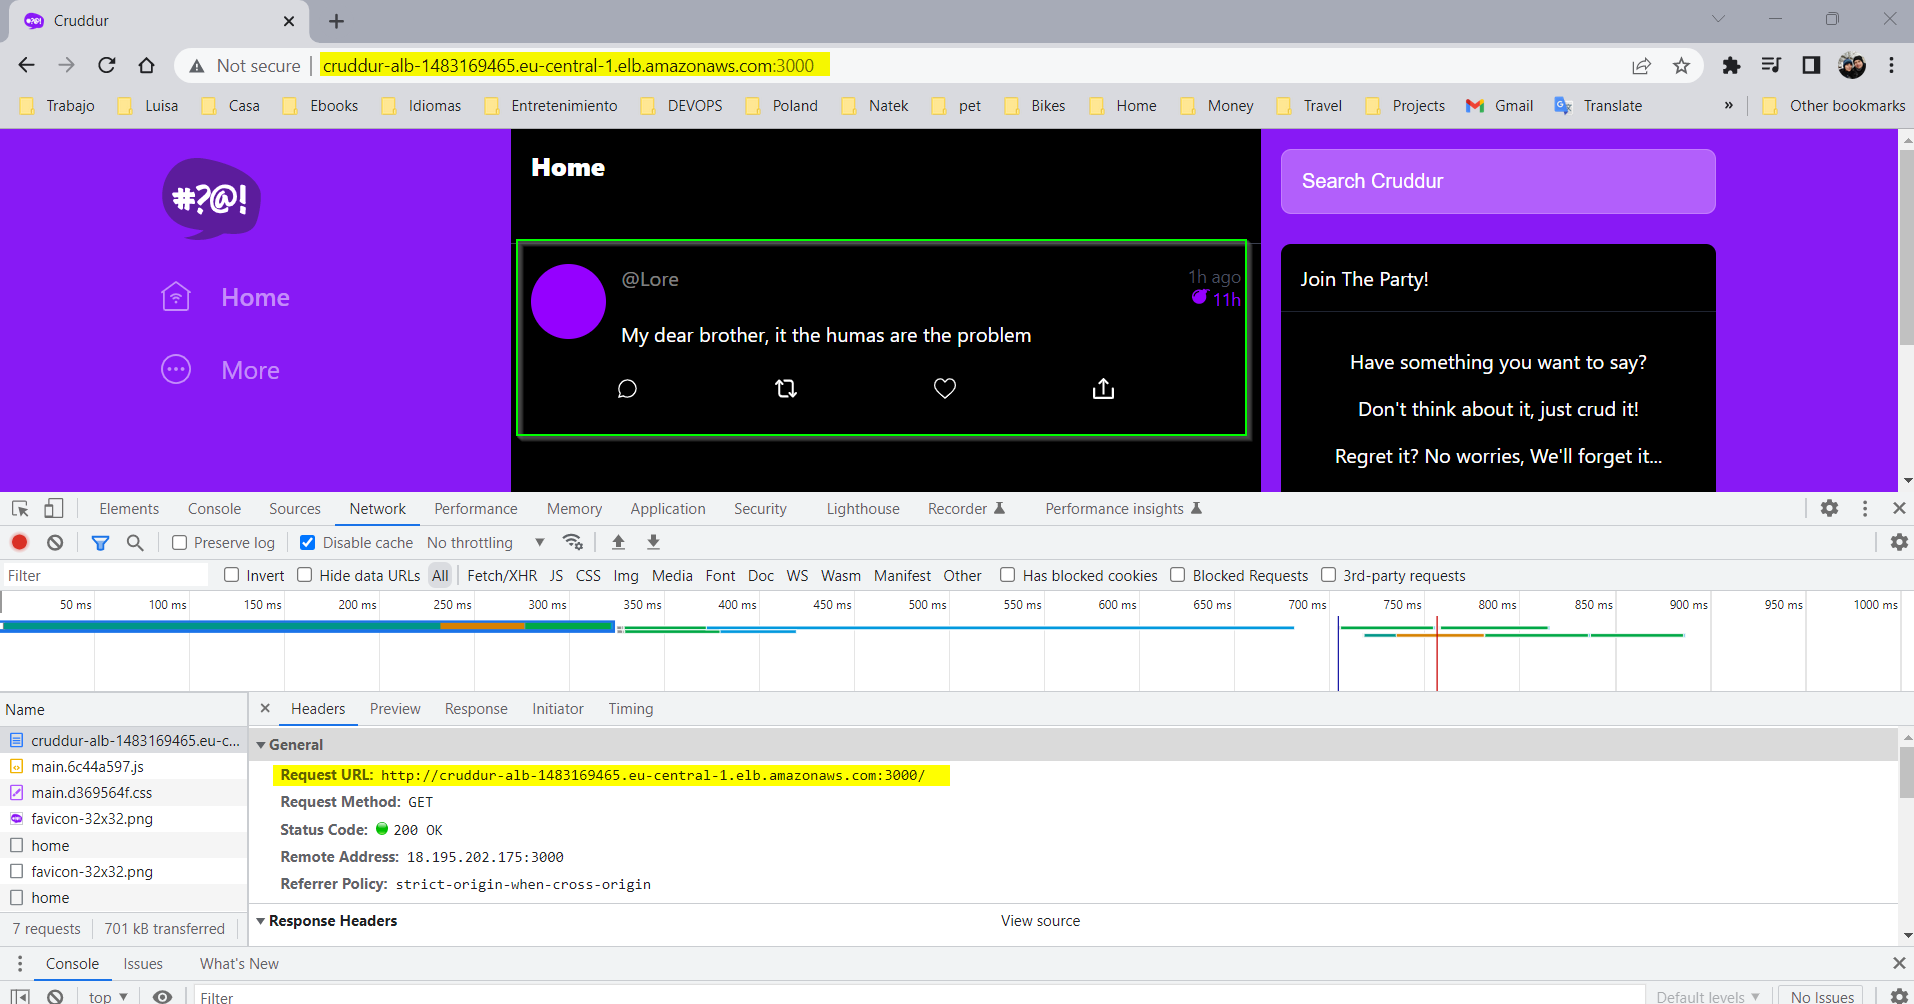 Cruddur
Not secure | cruddur-alb-1483169465.eu-central-1.elb.amazonaws.com:3000
Trabajo Luisa Casa Ebooks Idiomas Entretenimiento DEVOPS Poland Natek pet Bikes Home Money Travel Projects Gmail Translate » Other bookmarks
#?@!
Home
More
Home
@Lore
1h ago
11h
My dear brother, it the humas are the problem
Search Cruddur
Join The Party!
Have something you want to say?
Don't think about it, just crud it!
Regret it? No worries, We'll forget it...
Elements Console Sources Network Performance Memory Application Security Lighthouse Recorder Performance insights
Preserve log Disable cache No throttling
Filter Invert Hide data URLs All Fetch/XHR JS CSS Img Media Font Doc WS Wasm Manifest Other Has blocked cookies Blocked Requests 3rd-party requests
50 ms 100 ms 150 ms 200 ms 250 ms 300 ms 350 ms 400 ms 450 ms 500 ms 550 ms 600 ms 650 ms 700 ms 750 ms 800 ms 850 ms 900 ms 950 ms 1000 ms
Name
cruddur-alb-1483169465.eu-c...
main.6c44a597.js
main.d369564f.css
favicon-32x32.png
home
favicon-32x32.png
home
7 requests 701 kB transferred
Headers Preview Response Initiator Timing
General
Request URL: http://cruddur-alb-1483169465.eu-central-1.elb.amazonaws.com:3000/
Request Method: GET
Status Code: 200 OK
Remote Address: 18.195.202.175:3000
Referrer Policy: strict-origin-when-cross-origin
Response Headers View source
Console Issues What's New
top Filter Default levels No Issues